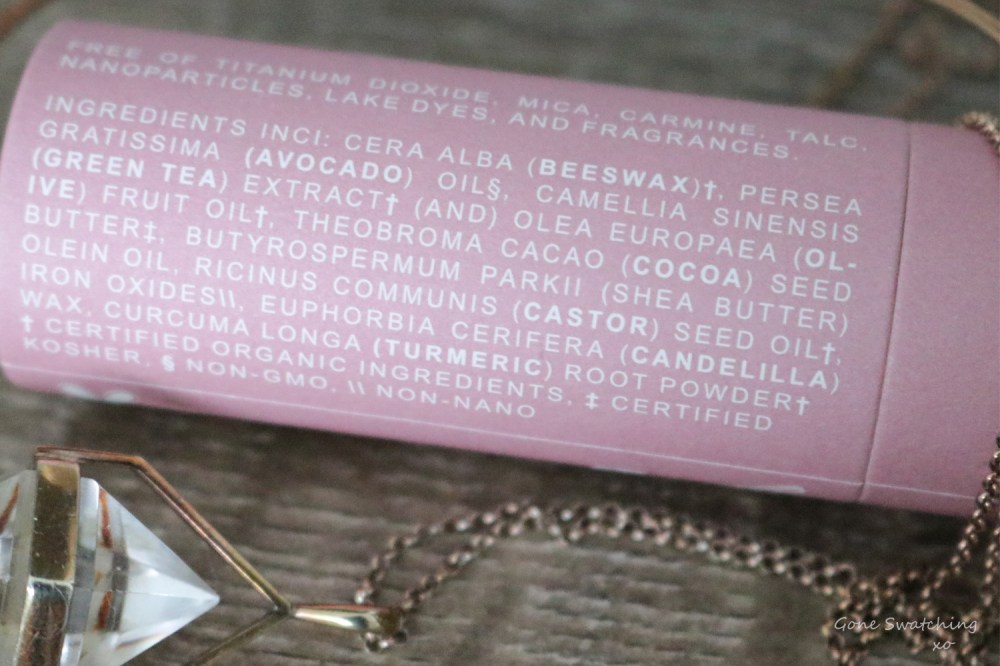 FREE OF TITANIUM DIOXIDE, MICA, CARMINE, TALC,
NANOPARTICLES, LAKE DYES, AND FRAGRANCES.
INGREDIENTS INCI: CERA ALBA (BEESWAX)†, PERSEA
GRATISSIMA (AVOCADO) OIL§, CAMELLIA SINENSIS
(GREEN TEA) EXTRACT† (AND) OLEA EUROPAEA (OL-
IVE) FRUIT OIL†, THEOBROMA CACAO (COCOA) SEED
BUTTER‡, BUTYROSPERMUM PARKII (SHEA BUTTER)
OLEIN OIL, RICINUS COMMUNIS (CASTOR) SEED OIL†,
IRON OXIDES\\, EUPHORBIA CERIFERA (CANDELILLA)
WAX, CURCUMA LONGA (TURMERIC) ROOT POWDER†
† CERTIFIED ORGANIC INGREDIENTS, ‡ CERTIFIED
KOSHER, § NON-GMO, \\ NON-NANO
Gone Swatching
xo